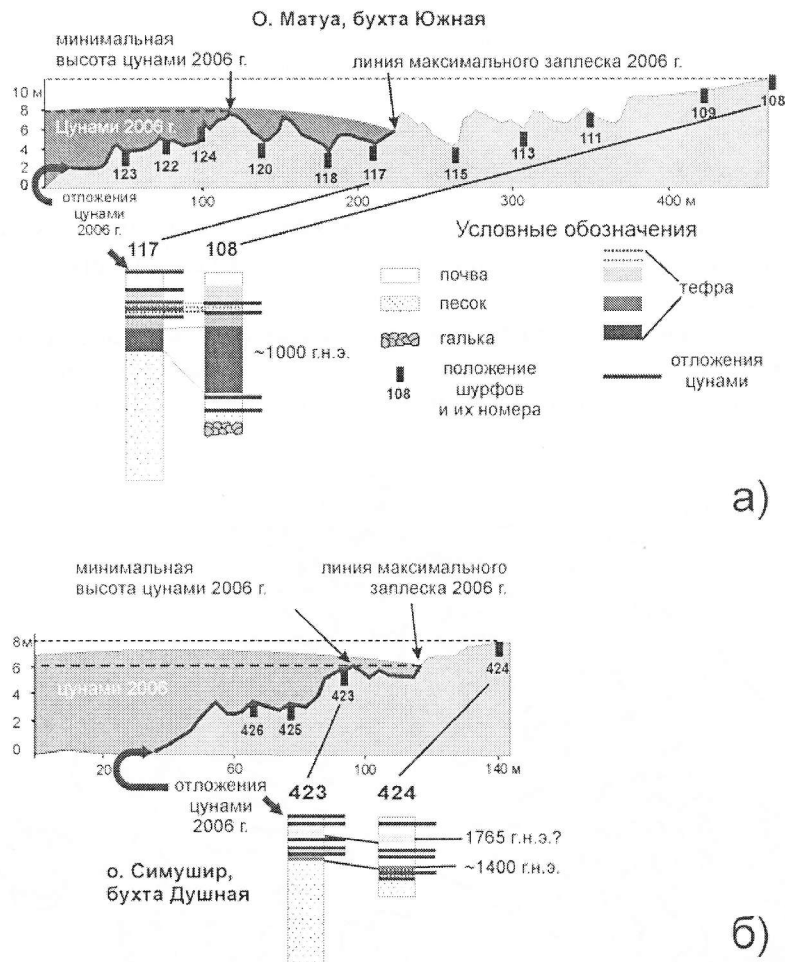 О. Матуа, бухта Южная
минимальная
высота цунами 2006 г.
линия максимального заплеска 2006 г.
10 м
8
6
4
2
0
Цунами 2006 г.
123
122
124
120
118
117
115
113
111
109
108
100
200
300
400 м
отложения
цунами
2006 г.
117
108
~1000 г.н.э.
Условные обозначения
почва
песок
галька
108
положение
шурфов
и их номера
тефра
отложения
цунами
а)
минимальная
высота цунами 2006 г.
линия максимального
заплеска 2006 г.
8м
6
4
2
0
цунами 2006
426
425
423
424
20
60
100
140 м
отложения
цунами
2006 г.
423
424
1765 г.н.э.?
~1400 г.н.э.
о. Симушир,
бухта Душная
б)